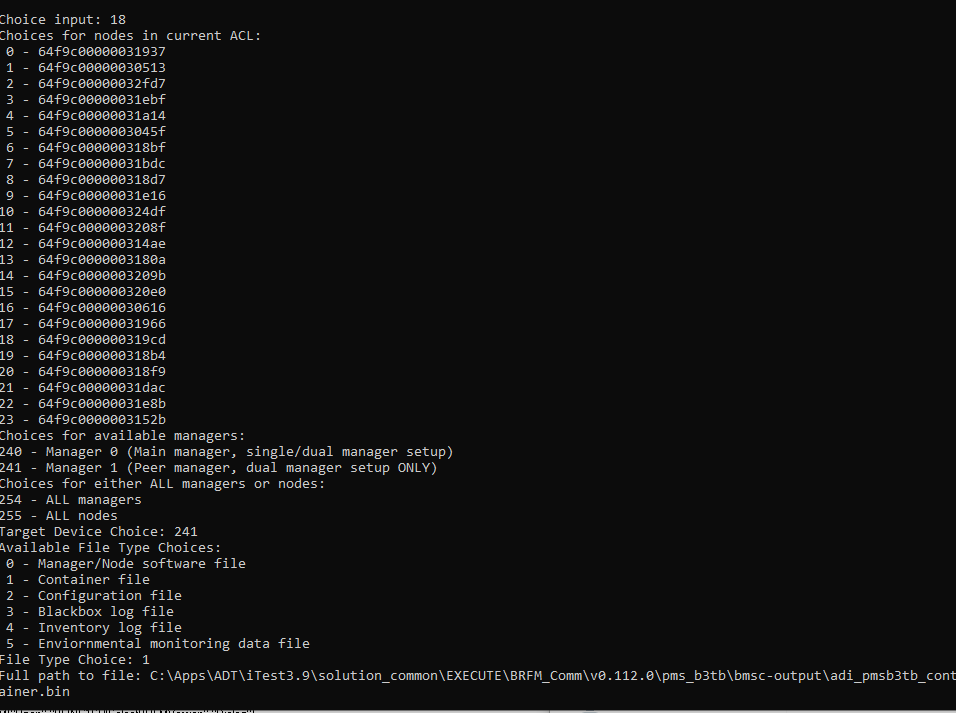 Choice input: 18
Choices for nodes in current ACL:
0 - 64f9c00000031937
1 - 64f9c00000030513
2 - 64f9c00000032fd7
3 - 64f9c00000031ebf
4 - 64f9c00000031a14
5 - 64f9c0000003045f
6 - 64f9c000000318bf
7 - 64f9c00000031bdc
8 - 64f9c000000318d7
9 - 64f9c00000031e16
10 - 64f9c000000324df
11 - 64f9c0000003208f
12 - 64f9c000000314ae
13 - 64f9c0000003180a
14 - 64f9c0000003209b
15 - 64f9c000000320e0
16 - 64f9c00000030616
17 - 64f9c00000031966
18 - 64f9c000000319cd
19 - 64f9c000000318b4
20 - 64f9c000000318f9
21 - 64f9c00000031dac
22 - 64f9c00000031e8b
23 - 64f9c0000003152b
Choices for available managers:
240 - Manager 0 (Main manager, single/dual manager setup)
241 - Manager 1 (Peer manager, dual manager setup ONLY)
Choices for either ALL managers or nodes:
254 - ALL managers
255 - ALL nodes
Target Device Choice: 241
Available File Type Choices:
0 - Manager/Node software file
1 - Container file
2 - Configuration file
3 - Blackbox log file
4 - Inventory log file
5 - Enviornmental monitoring data file
File Type Choice: 1
Full path to file: C:\Apps\ADT\iTest3.9\solution_common\EXECUTE\BRFM_Comm\v0.112.0\pms_b3tb\bmsc-output\adi_pmsb3tb_cont
ainer.bin